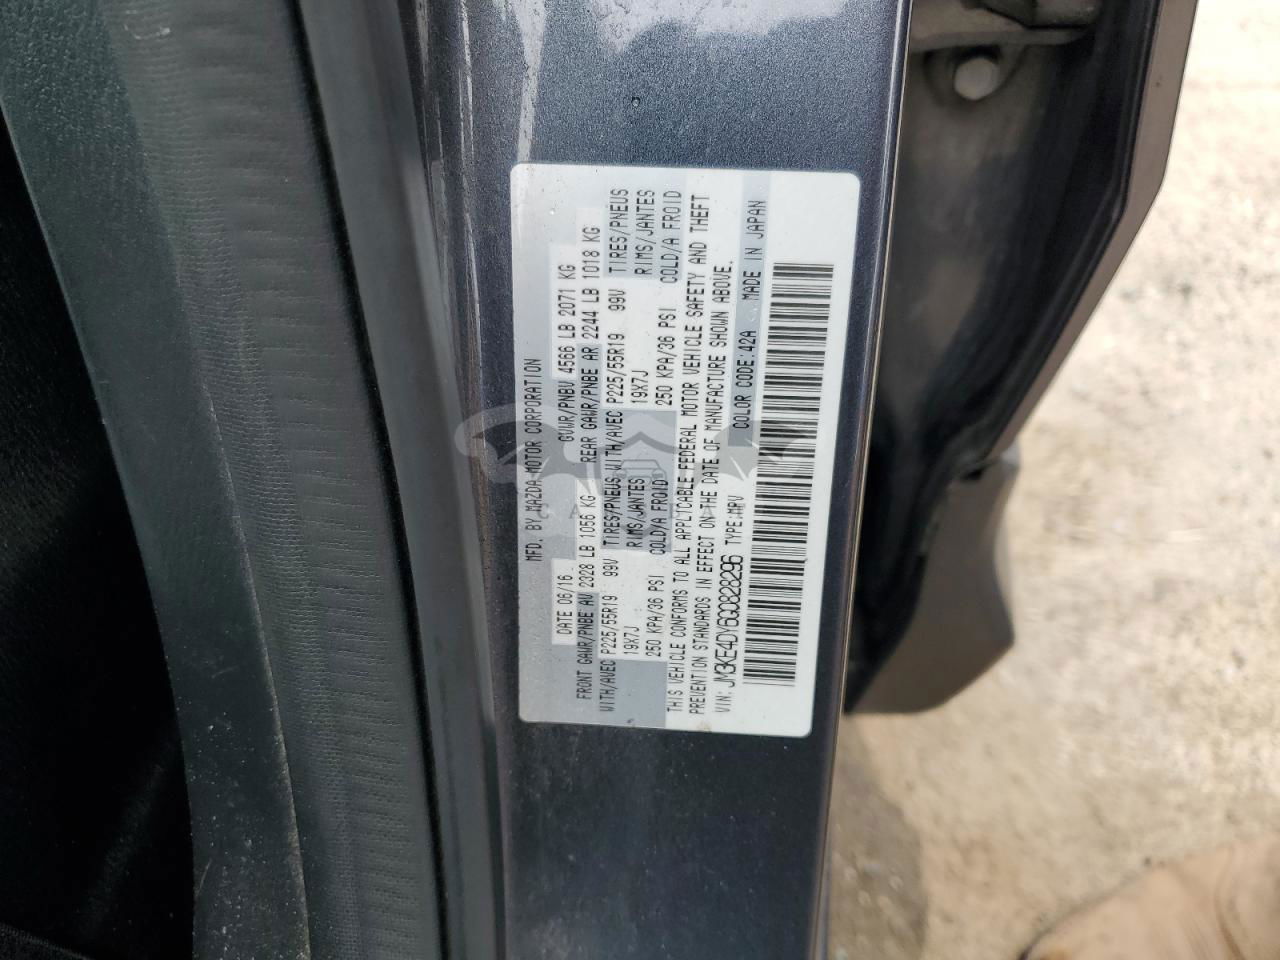 MFD. BY MAZDA MOTOR CORPORATION
DATE 06/16 GVWR/PNBV 4566 LB 2071 KG
FRONT GAWR/PNBE AV 2328 LB 1056 KG REAR GAWR/PNBE AR 2244 LB 1018 KG
WITH/AVEC P225/55R19 99V TIRES/PNEUS WITH/AVEC P225/55R19 99V TIRES/PNEUS
19X7J RIMS/JANTES 19X7J RIMS/JANTES
250 KPA/36 PSI COLD/A FROID 250 KPA/36 PSI COLD/A FROID
THIS VEHICLE CONFORMS TO ALL APPLICABLE FEDERAL MOTOR VEHICLE SAFETY AND THEFT
PREVENTION STANDARDS IN EFFECT ON THE DATE OF MANUFACTURE SHOWN ABOVE.
VIN: JM3KE4DY6G0828296 TYPE:MPV COLOR CODE:42A MADE IN JAPAN